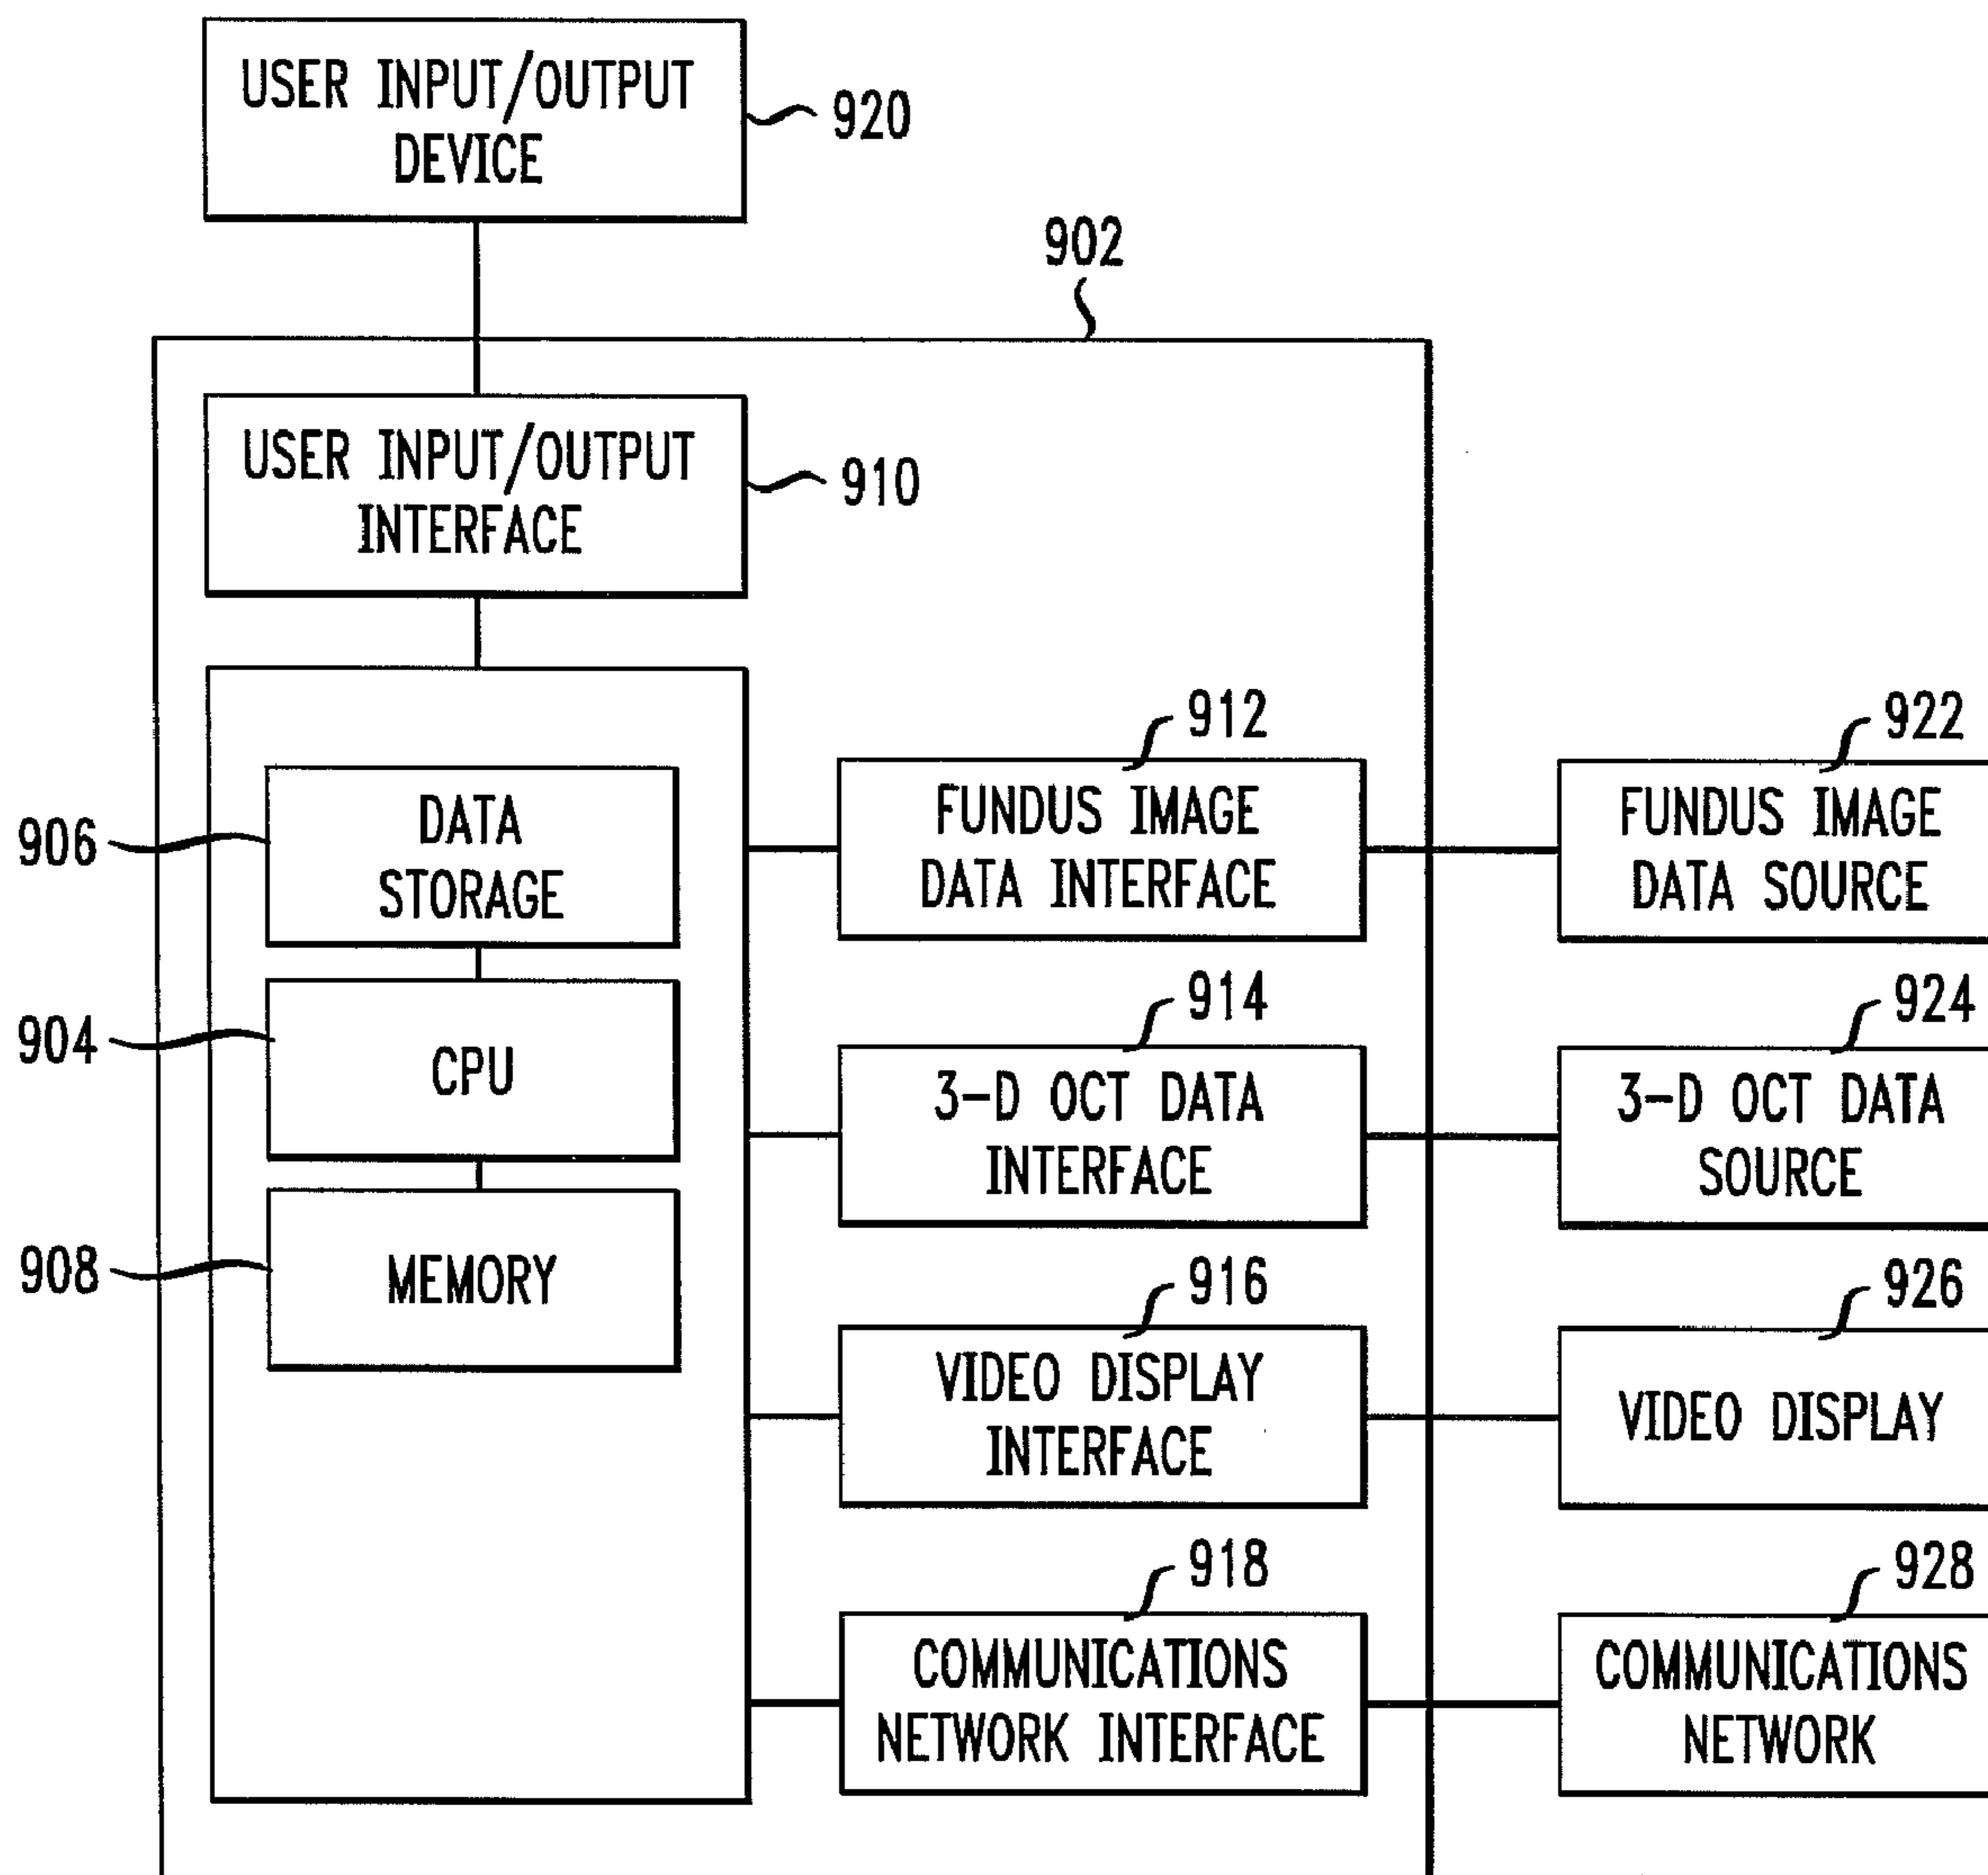 USER INPUT/OUTPUT
DEVICE
920
902
USER INPUT/OUTPUT
INTERFACE
910
912
922
DATA
STORAGE
906
FUNDUS IMAGE
DATA INTERFACE
FUNDUS IMAGE
DATA SOURCE
914
924
904
CPU
3-D OCT DATA
INTERFACE
3-D OCT DATA
SOURCE
908
MEMORY
916
926
VIDEO DISPLAY
INTERFACE
VIDEO DISPLAY
918
928
COMMUNICATIONS
NETWORK INTERFACE
COMMUNICATIONS
NETWORK